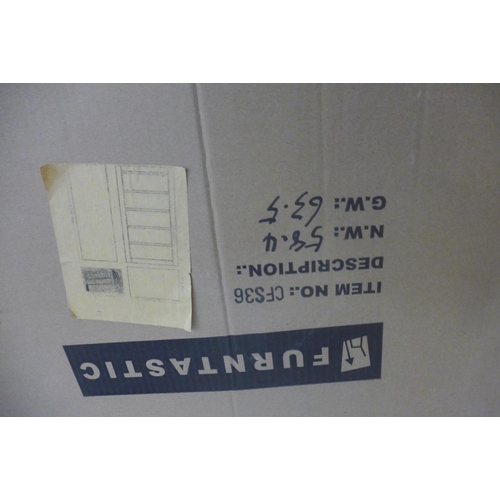 FURNTASTIC
ITEM NO.: CFS36
DESCRIPTION.:
N.W.: 58.4
G.W.: 63.5